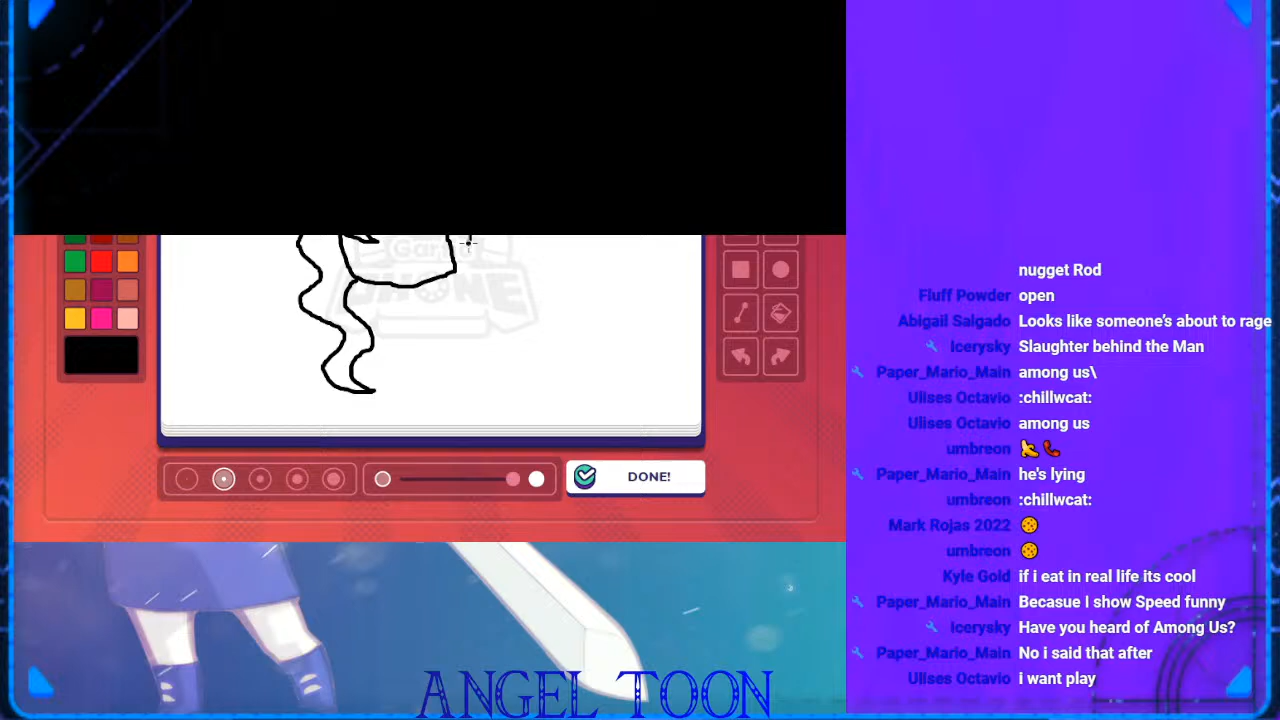 Gartic
PHONE
DONE!
ANGEL TOON
nugget Rod
Fluff Powder open
Abigail Salgado Looks like someone's about to rage
Icerysky Slaughter behind the Man
Paper_Mario_Main among us\
Ulises Octavio :chillwcat:
Ulises Octavio among us
umbreon 🍌📞
Paper_Mario_Main he's lying
umbreon :chillwcat:
Mark Rojas 2022 🍪
umbreon 🍪
Kyle Gold if i eat in real life its cool
Paper_Mario_Main Becasue I show Speed funny
Icerysky Have you heard of Among Us?
Paper_Mario_Main No i said that after
Ulises Octavio i want play